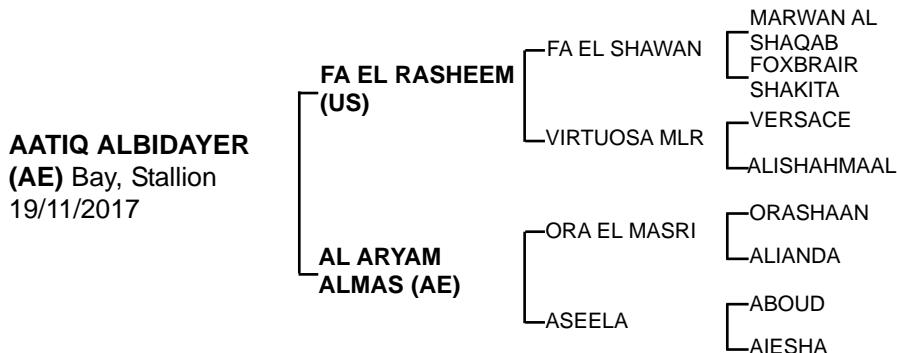 AATIQ ALBIDAYER
(AE) Bay, Stallion
19/11/2017
FA EL RASHEEM
(US)
AL ARYAM
ALMAS (AE)
FA EL SHAWAN
VIRTUOSA MLR
ORA EL MASRI
ASEELA
MARWAN AL
SHAQAB
FOXBRAIR
SHAKITA
VERSACE
ALISHAHMAAL
ORASHAAN
ALIANDA
ABOUD
AIESHA